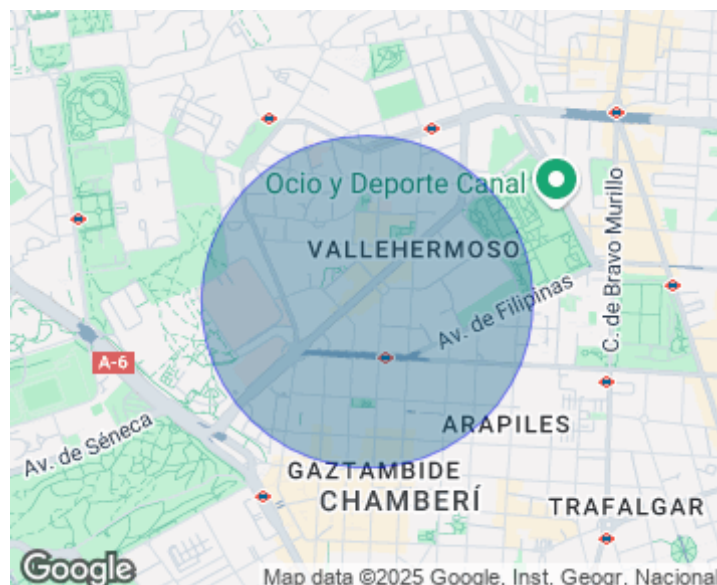 Ocio y Deporte Canal
VALLEHERMOSO
C. de Bravo Murillo
Av. de Filipinas
A-6
Av. de Séneca
ARAPILES
GAZTAMBIDE
CHAMBERÍ
TRAFALGAR
Google
Map data ©2025 Google, Inst. Geogr. Nacional